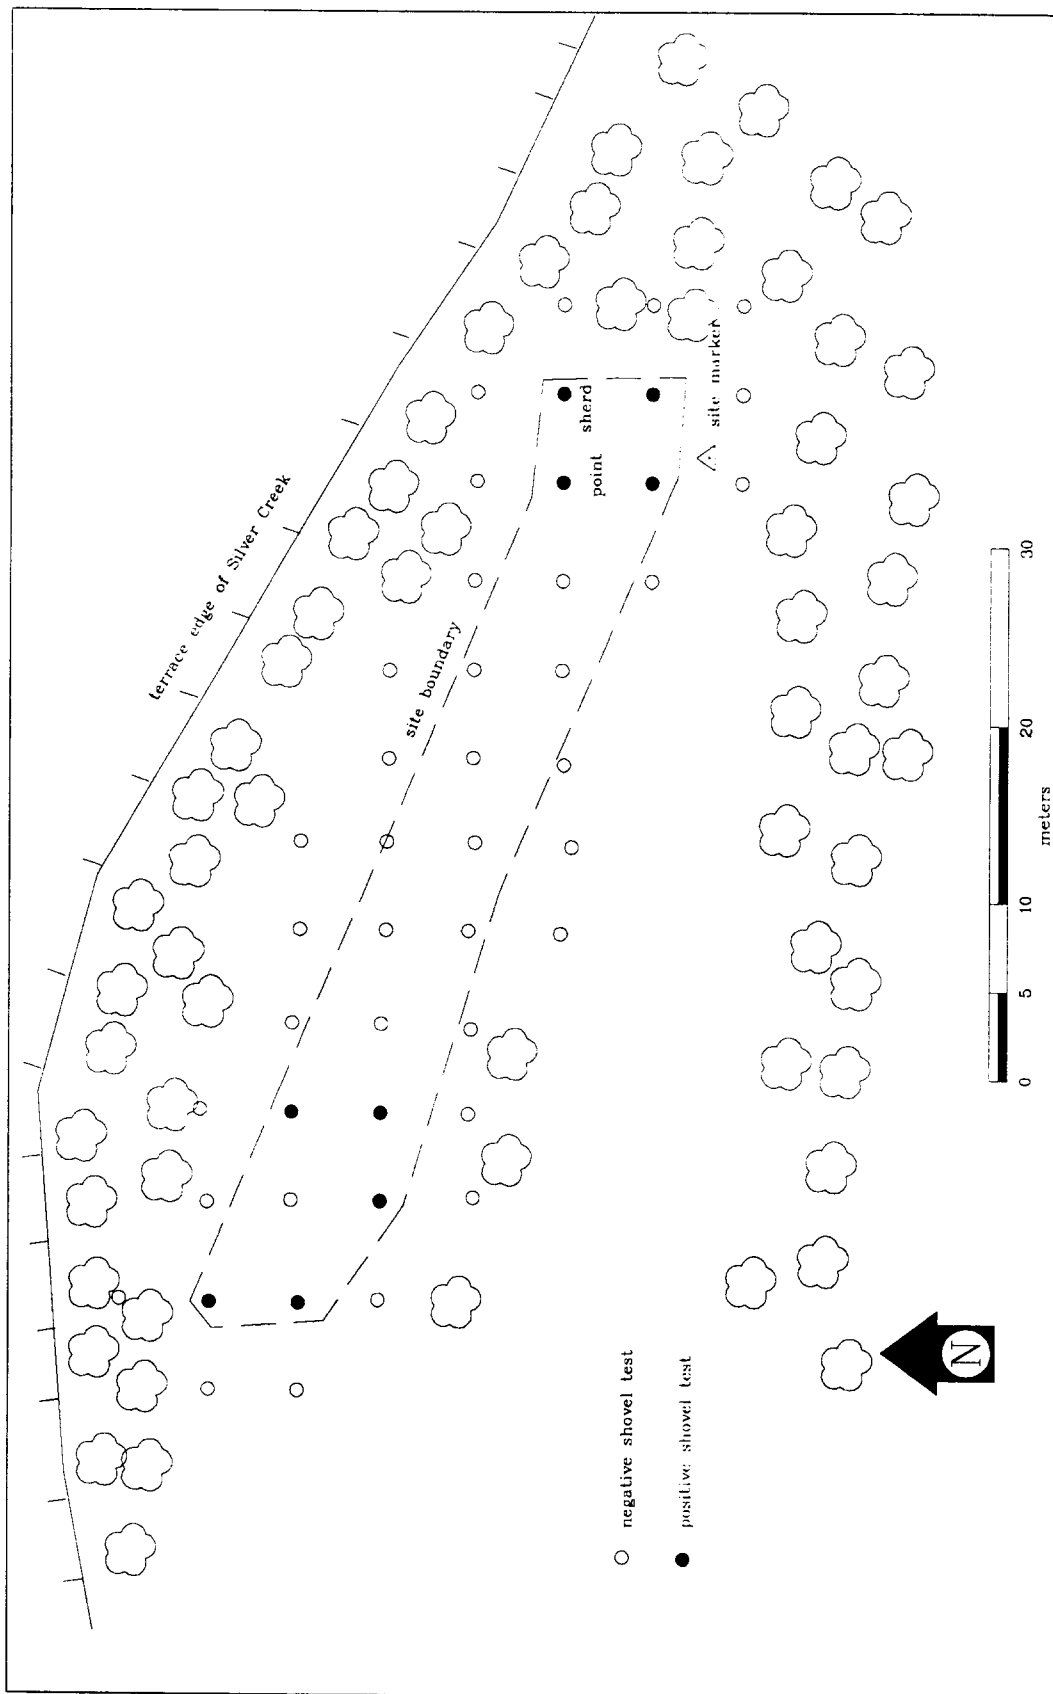 terrace edge of Silver Creek
site boundary
point
sherd
site marker
negative shovel test
positive shovel test
0 5 10 20 30
meters
N